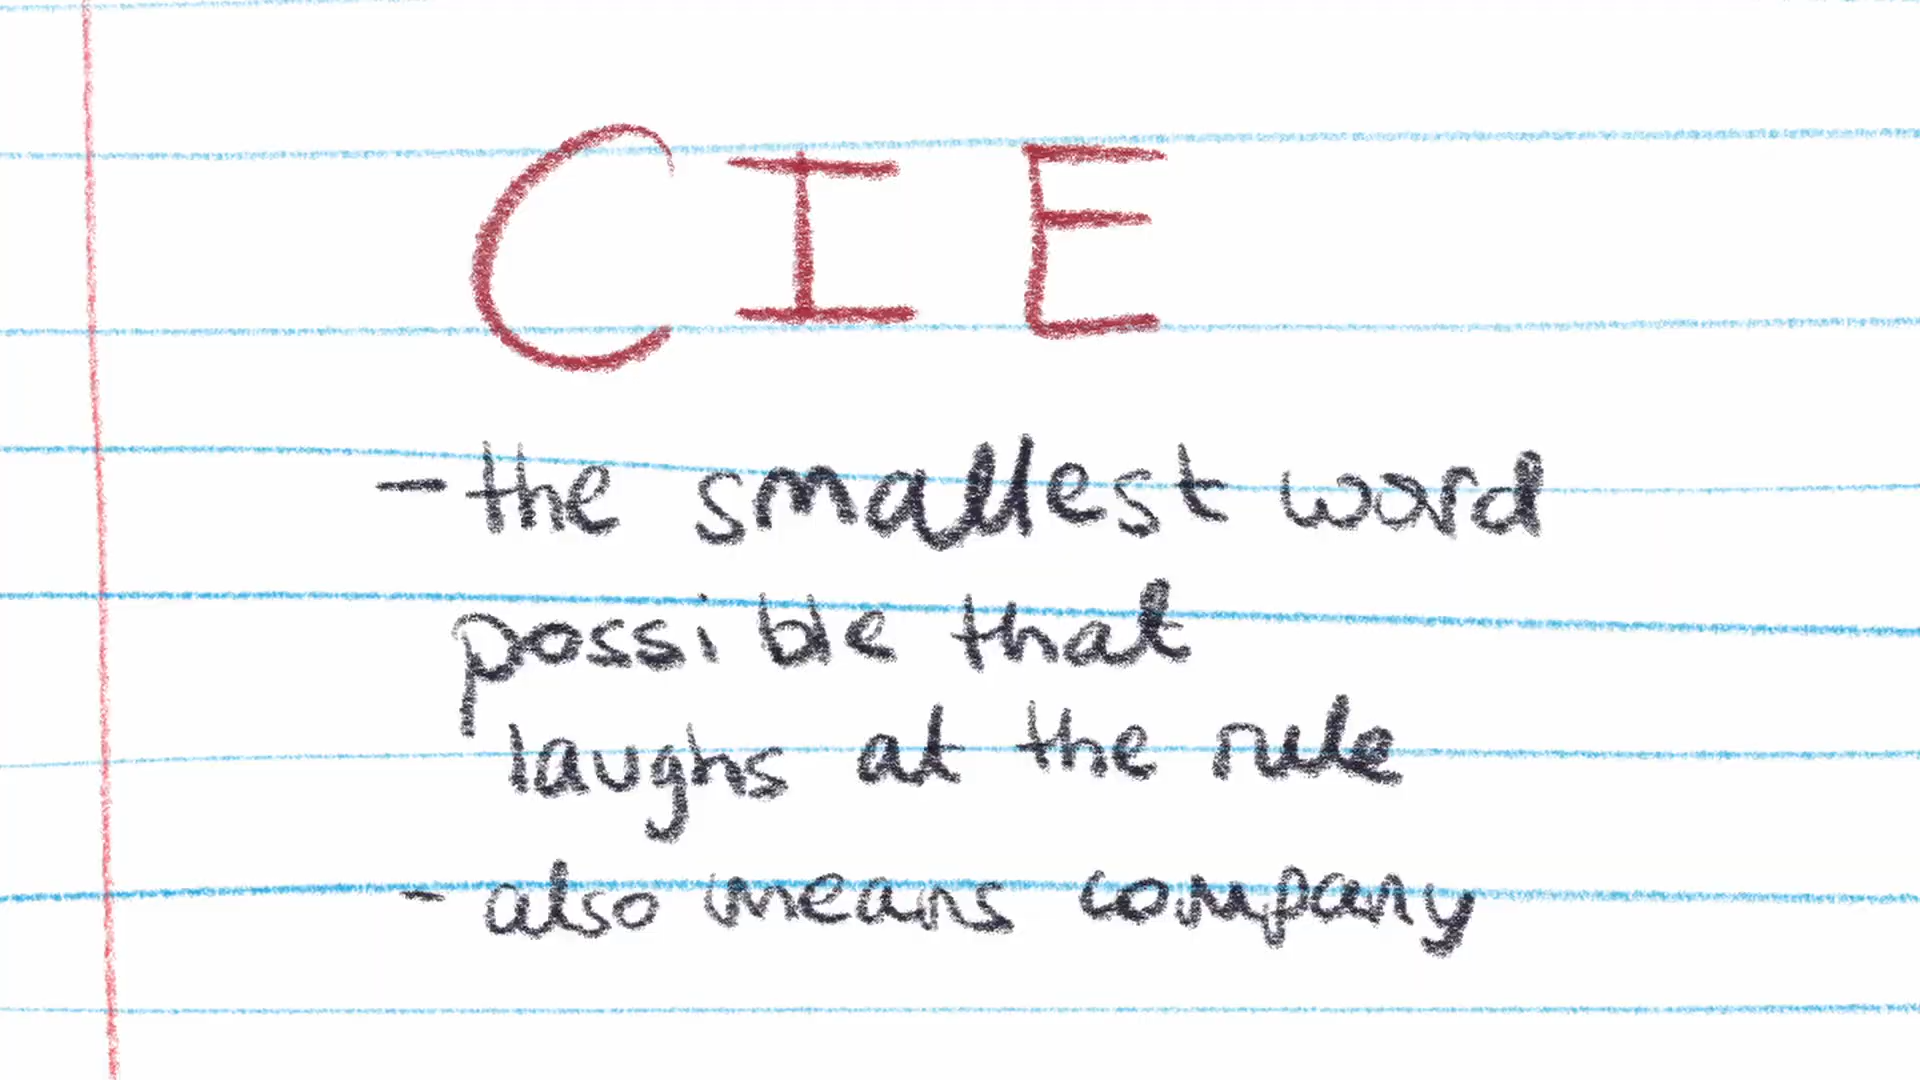 CIE
- the smallest word
possible that
laughs at the rule
- also means company